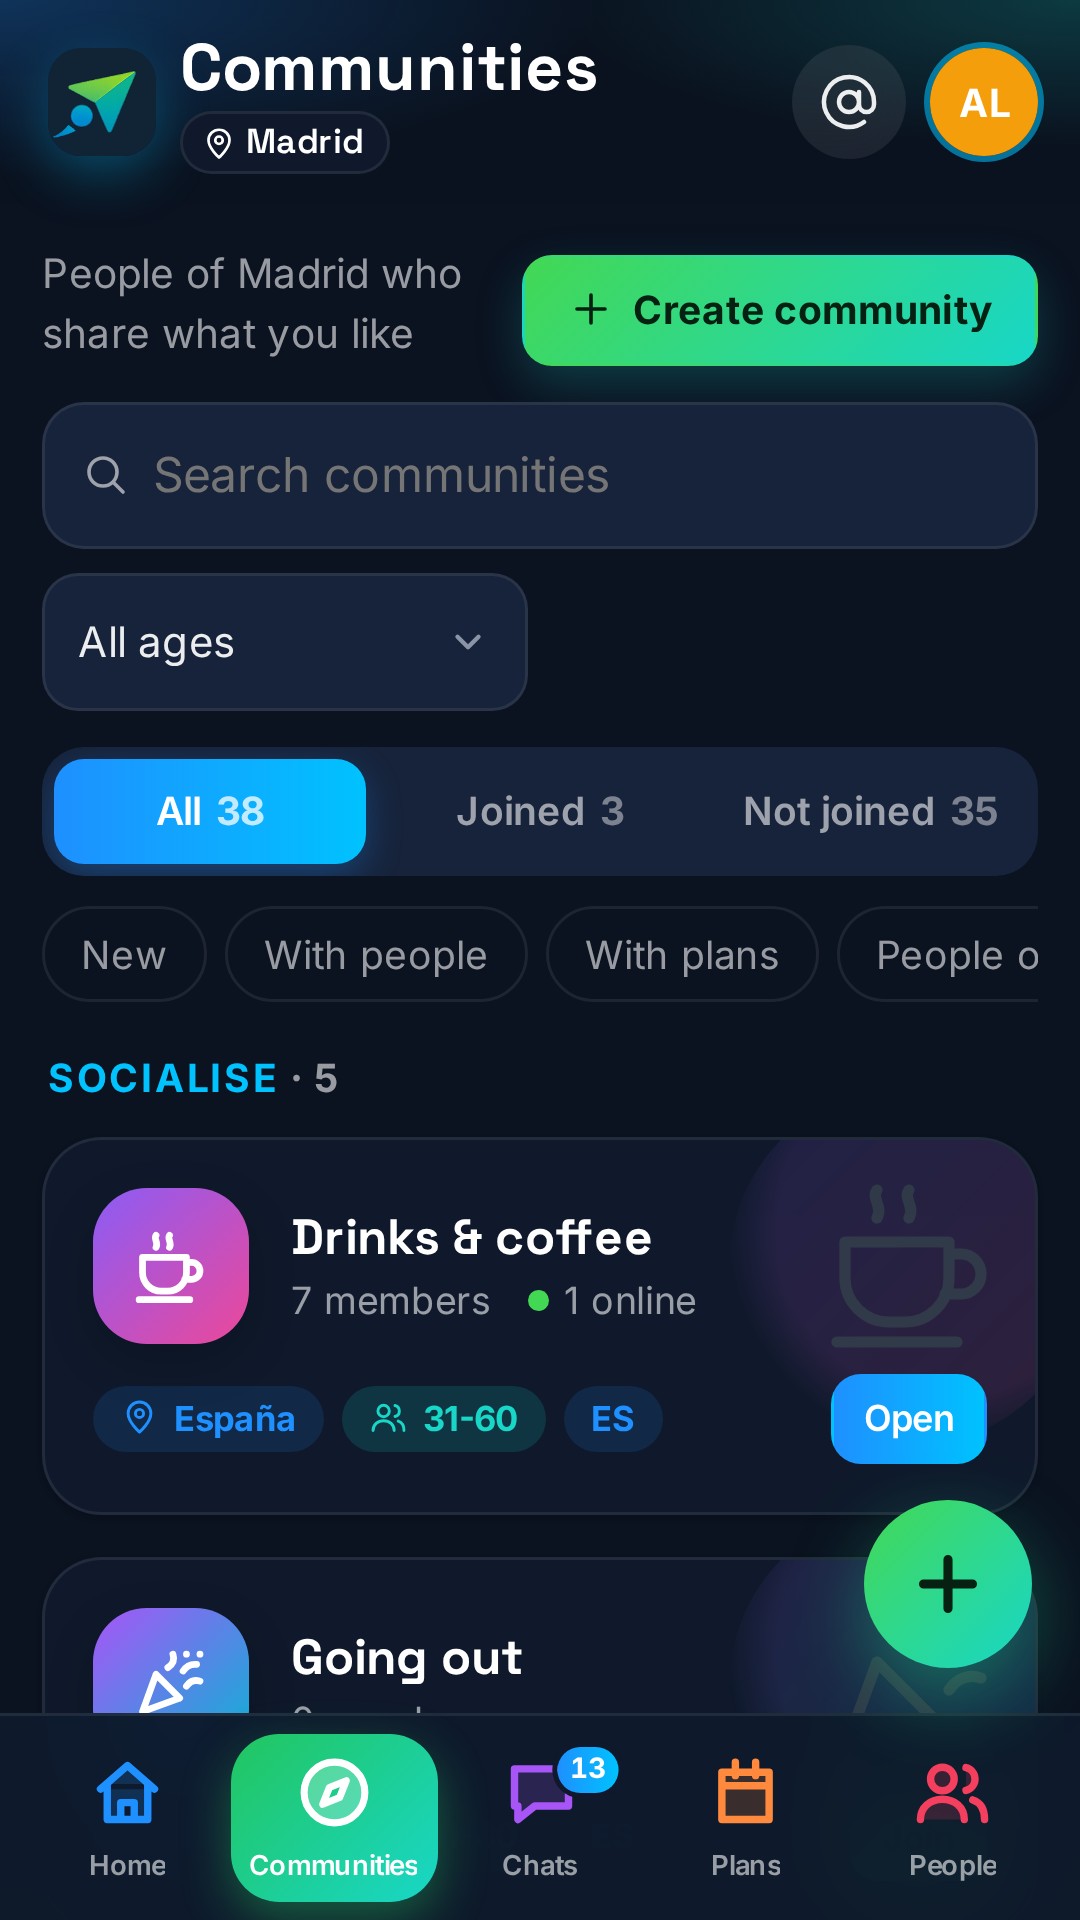 Communities
Madrid
@
AL
People of Madrid who
share what you like
+ Create community
Search communities
All ages
All 38
Joined 3
Not joined 35
New
With people
With plans
People o
SOCIALISE · 5
Drinks & coffee
7 members
1 online
España
31-60
ES
Open
Going out
13
Home
Communities
Chats
Plans
People